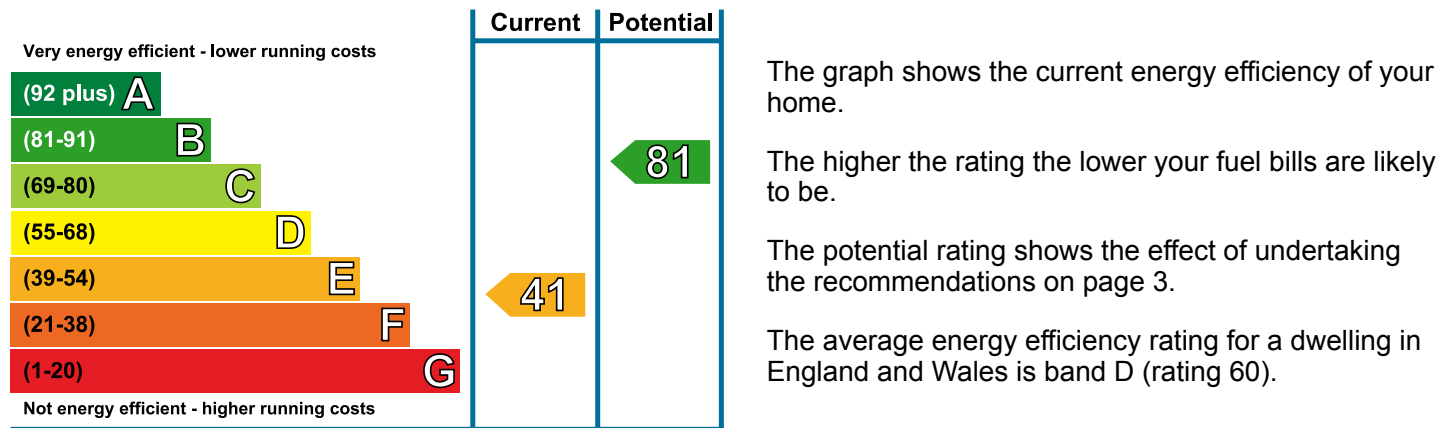 Current Potential
Very energy efficient - lower running costs
(92 plus) A
(81-91) B
81
(69-80) C
(55-68) D
(39-54) E
41
(21-38) F
(1-20) G
Not energy efficient - higher running costs
The graph shows the current energy efficiency of your
home.
The higher the rating the lower your fuel bills are likely
to be.
The potential rating shows the effect of undertaking
the recommendations on page 3.
The average energy efficiency rating for a dwelling in
England and Wales is band D (rating 60).